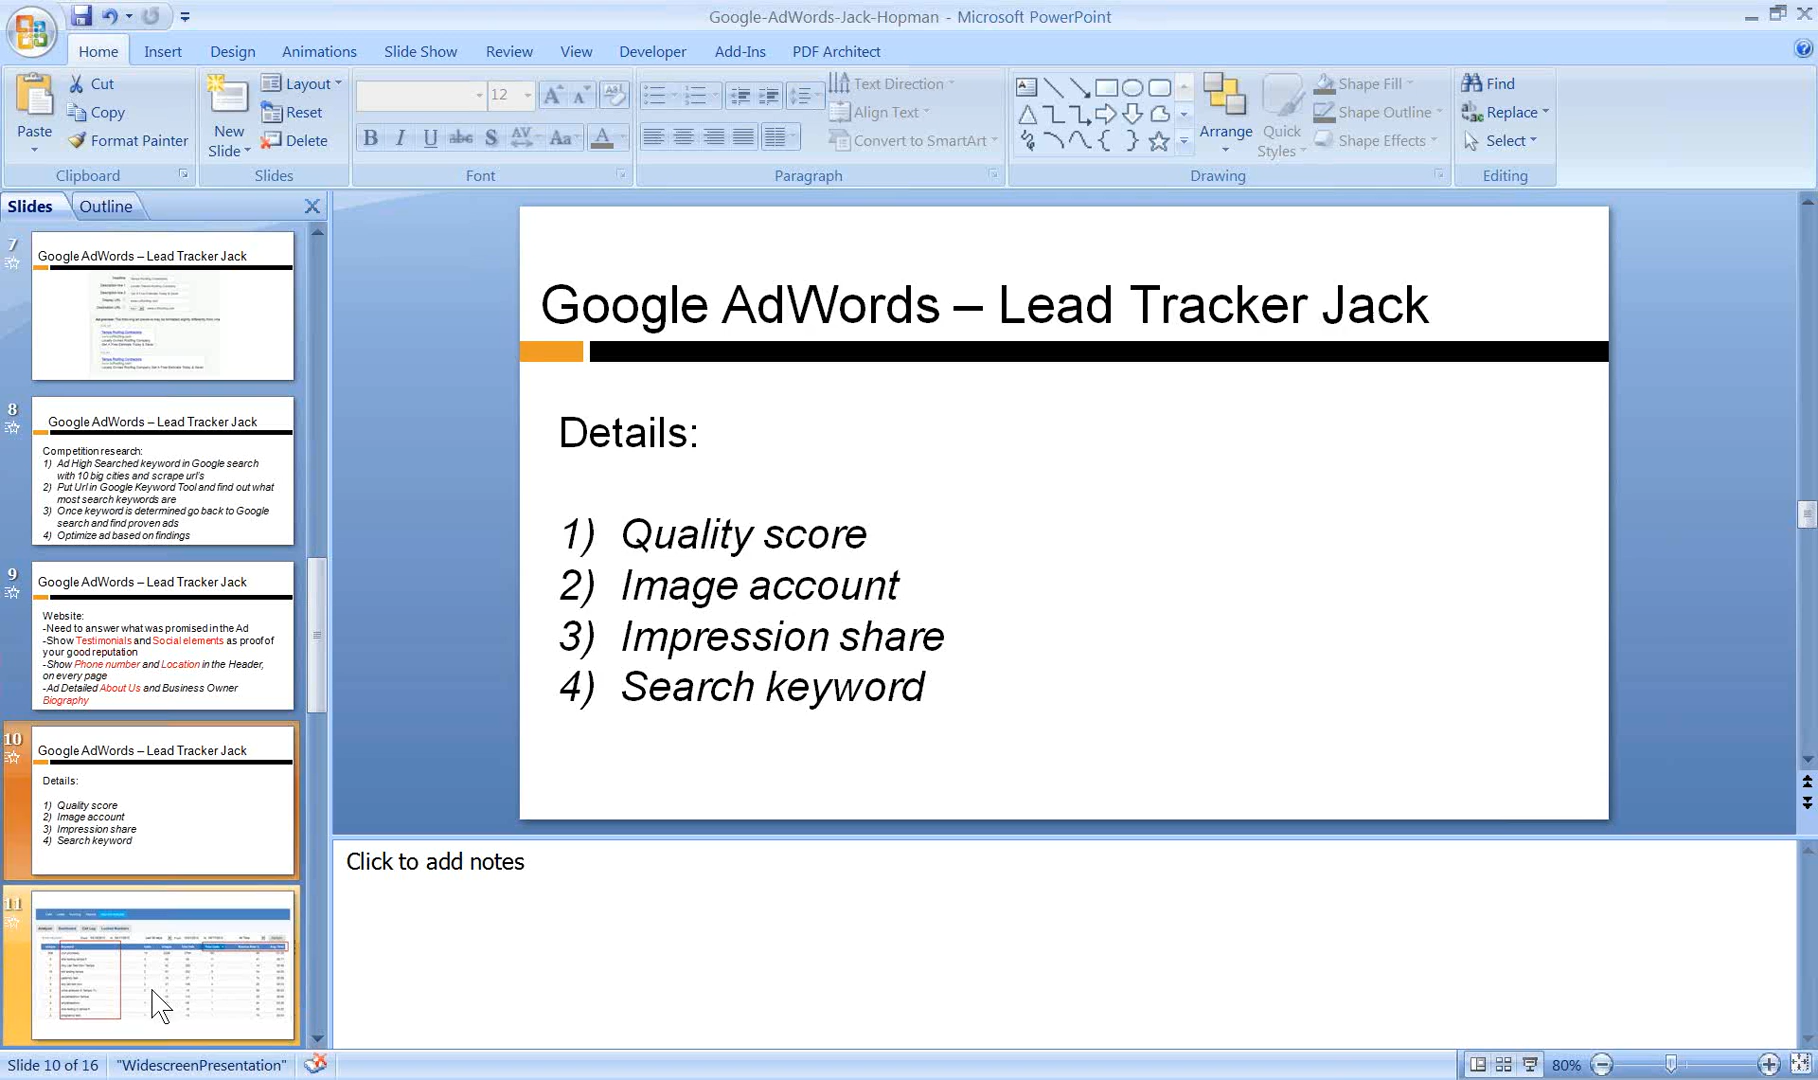 Google-AdWords-Jack-Hopman - Microsoft PowerPoint
Home Insert Design Animations Slide Show Review View Developer Add-Ins PDF Architect
Paste
Cut
Copy
Format Painter
Clipboard
New Slide
Layout
Reset
Delete
Slides
12
B I U abc S AV Aa A
Font
Text Direction
Align Text
Convert to SmartArt
Paragraph
Arrange
Quick Styles
Shape Fill
Shape Outline
Shape Effects
Drawing
Find
Replace
Select
Editing
Slides Outline
7
Google AdWords – Lead Tracker Jack
8
Google AdWords – Lead Tracker Jack
Competition research:
1) Ad High Searched keyword in Google search
with 10 big cities and scrape url's
2) Put Url in Google Keyword Tool and find out what
most search keywords are
3) Once keyword is determined go back to Google
search and find proven ads
4) Optimize ad based on findings
9
Google AdWords – Lead Tracker Jack
Website:
-Need to answer what was promised in the Ad
-Show Testimonials and Social elements as proof of
your good reputation
-Show Phone number and Location in the Header,
on every page
-Ad Detailed About Us and Business Owner
Biography
10
Google AdWords – Lead Tracker Jack
Details:
1) Quality score
2) Image account
3) Impression share
4) Search keyword
11
Google AdWords – Lead Tracker Jack
Details:
1) Quality score
2) Image account
3) Impression share
4) Search keyword
Click to add notes
Slide 10 of 16 "WidescreenPresentation" 80%